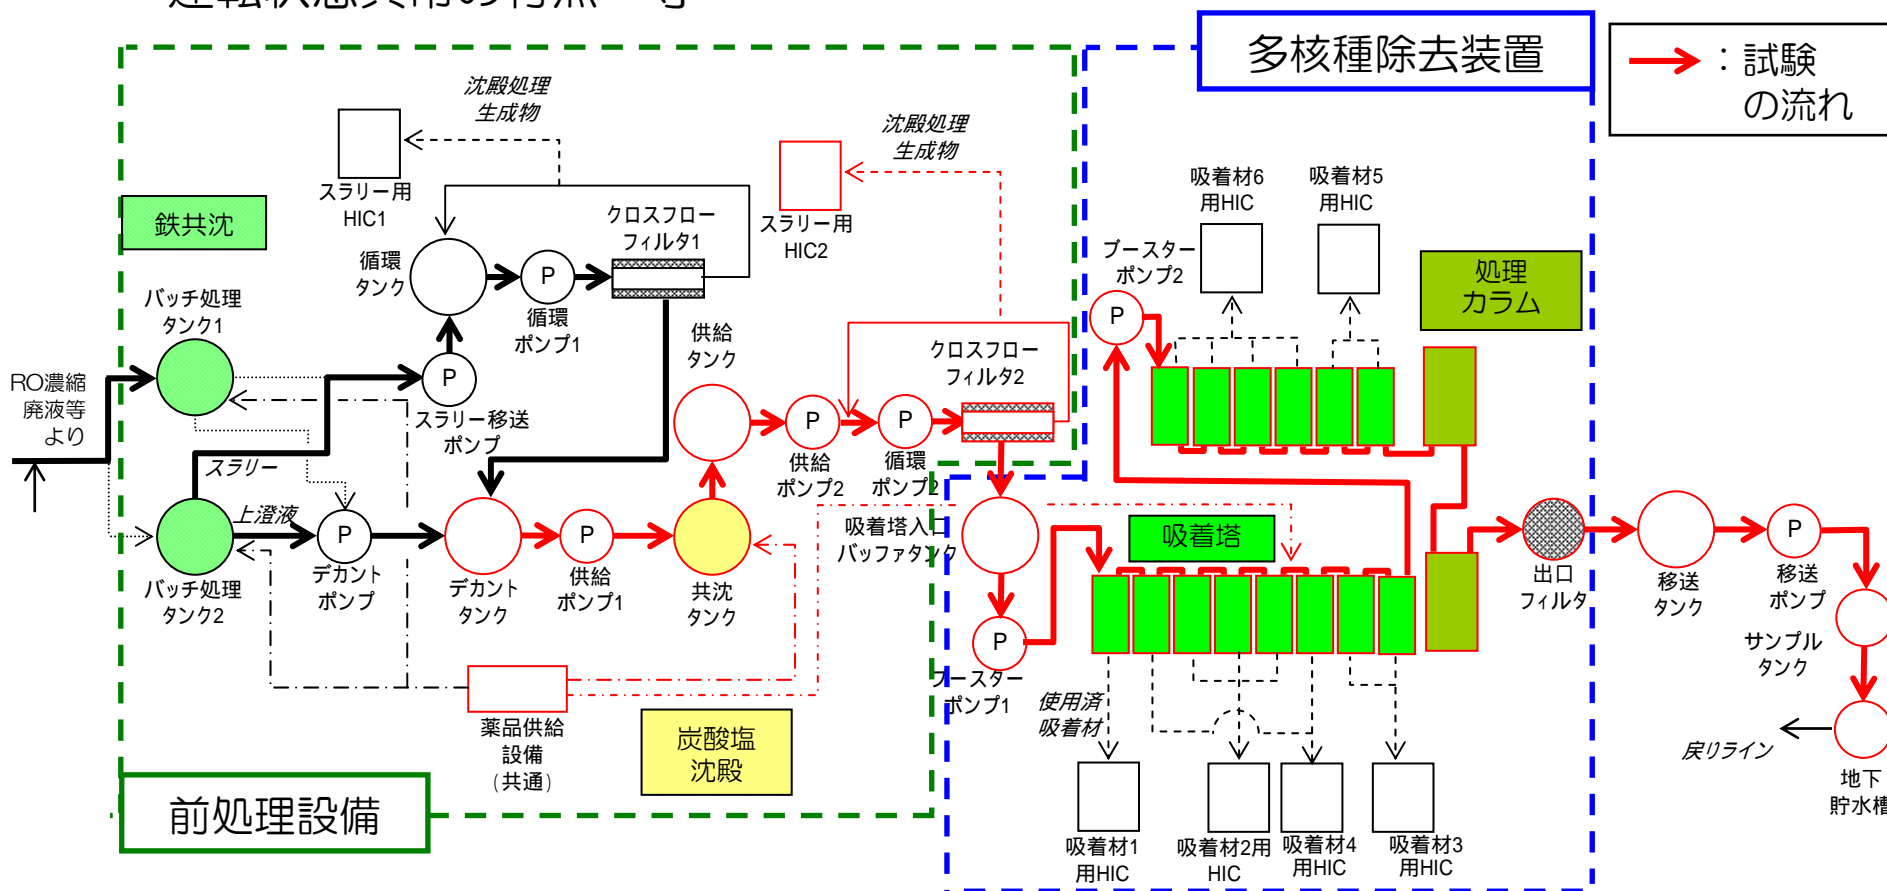 多核種除去装置
：試験
の流れ
沈殿処理
生成物
沈殿処理
生成物
スラリー用
HIC1
スラリー用
HIC2
吸着材6
用HIC
吸着材5
用HIC
鉄共沈
クロスフロー
フィルタ1
循環
タンク
P
循環
ポンプ1
ブースター
ポンプ2
P
処理
カラム
バッチ処理
タンク1
供給
タンク
クロスフロー
フィルタ2
RO濃縮
廃液等
より
P
スラリー移送
ポンプ
P
供給
ポンプ2
P
循環
ポンプ2
スラリー
上澄液
P
デカント
ポンプ
バッチ処理
タンク2
デカント
タンク
P
供給
ポンプ1
共沈
タンク
吸着塔入口
バッファタンク
吸着塔
出口
フィルタ
移送
タンク
P
移送
ポンプ
サンプル
タンク
P
ブースター
ポンプ1
使用済
吸着材
薬品供給
設備
(共通)
炭酸塩
沈殿
戻りライン
地下
貯水槽
前処理設備
吸着材1
用HIC
吸着材2用
HIC
吸着材4
用HIC
吸着材3
用HIC